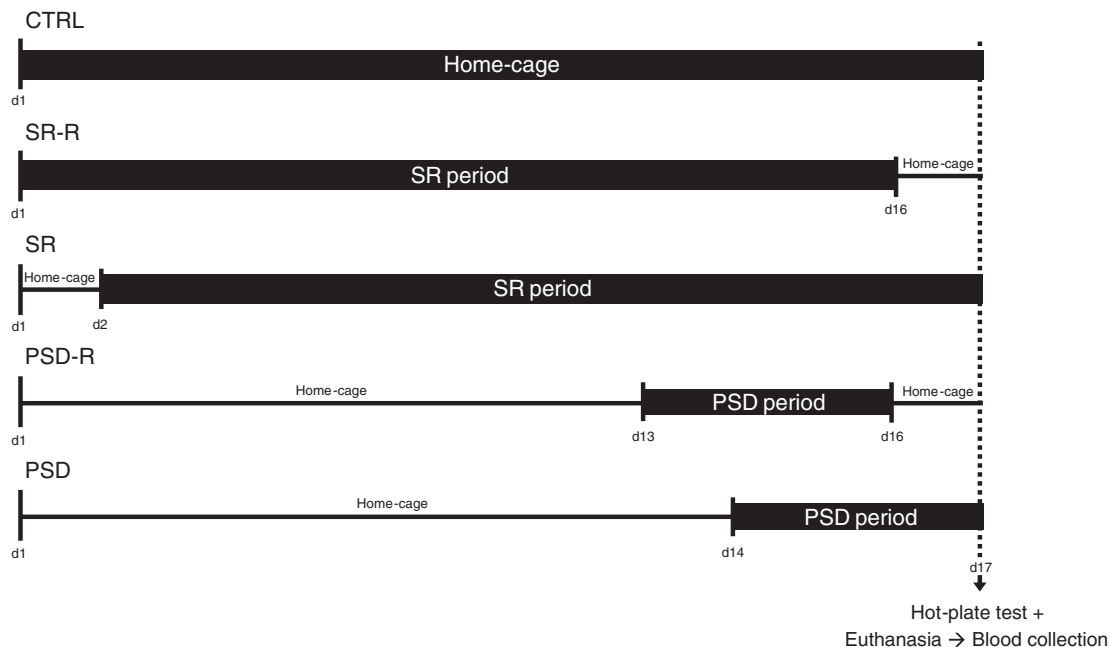 CTRL
Home-cage
d1
SR-R
SR period
Home-cage
d1
d16
SR
Home-cage
SR period
d1
d2
PSD-R
Home-cage
PSD period
Home-cage
d1
d13
d16
PSD
Home-cage
PSD period
d1
d14
d17
Hot-plate test +
Euthanasia → Blood collection